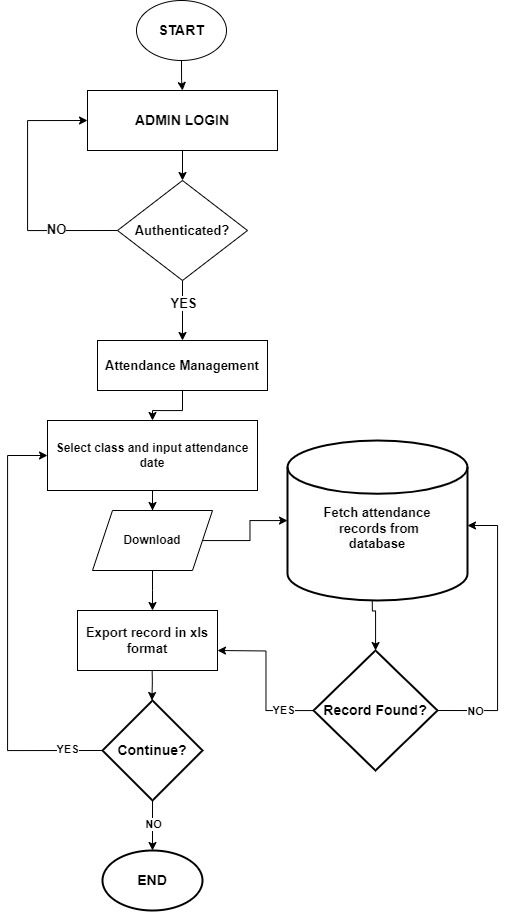 START
ADMIN LOGIN
Authenticated?
NO
YES
Attendance Management
Select class and input attendance
date
Fetch attendance
records from
database
Download
Export record in xls
format
Record Found?
YES
NO
Continue?
YES
NO
END